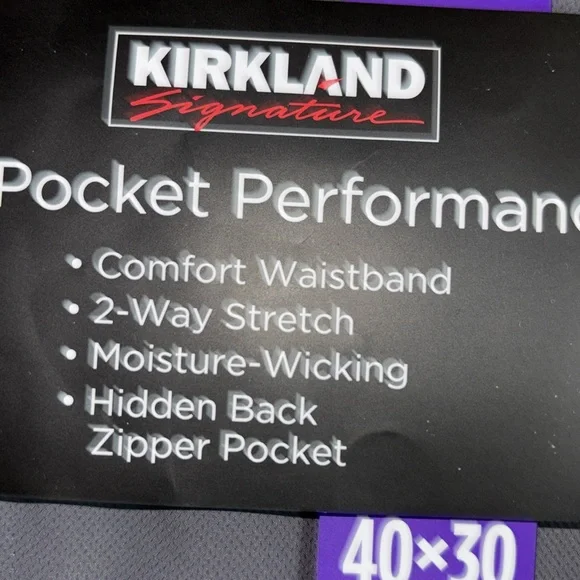 KIRKLAND
Signature
Pocket Performanc
• Comfort Waistband
• 2-Way Stretch
• Moisture-Wicking
• Hidden Back
Zipper Pocket
40×30